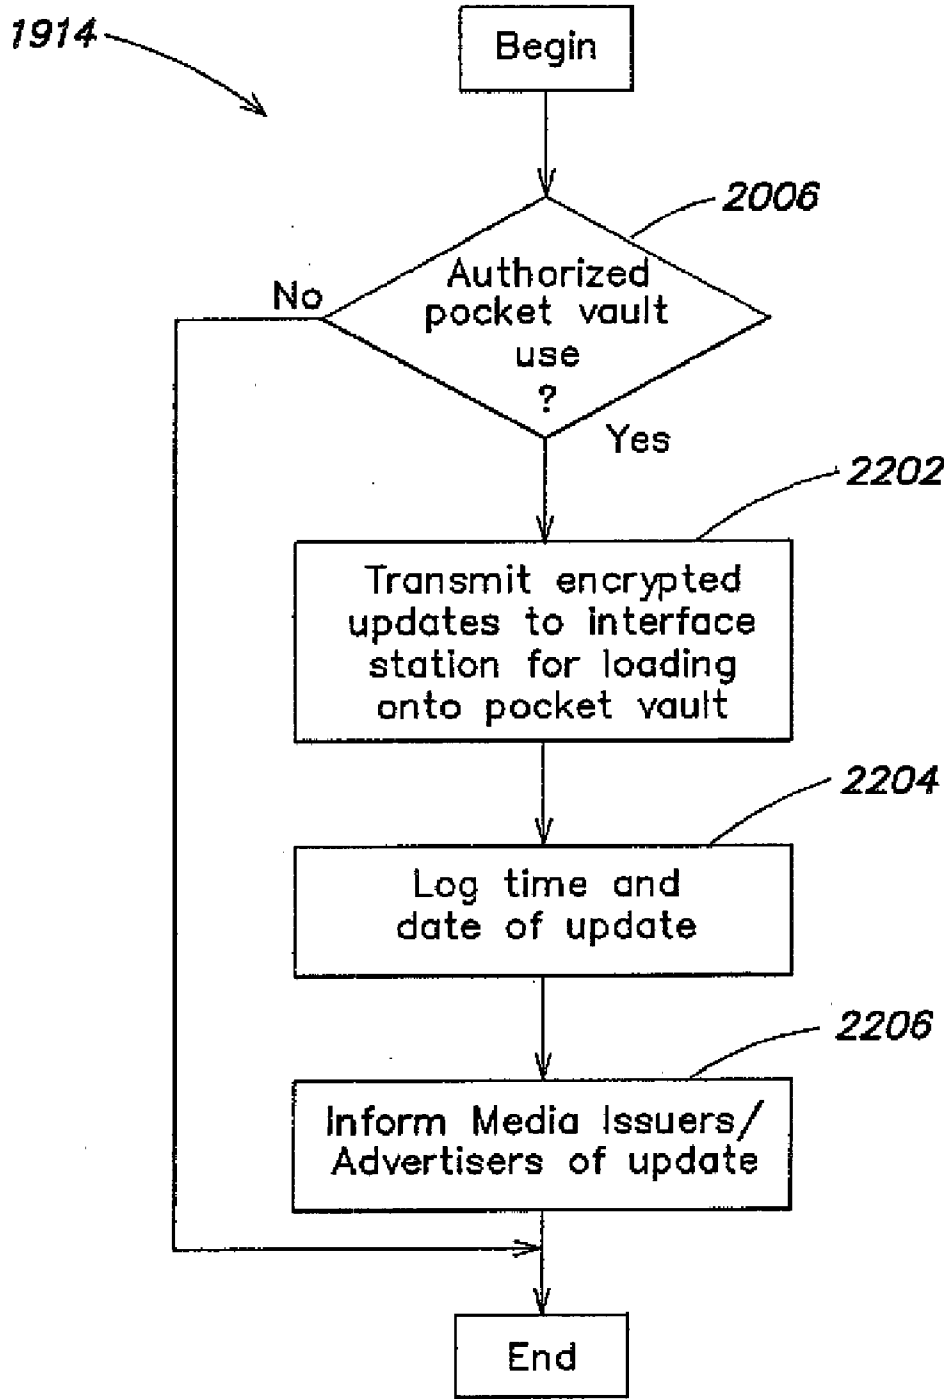 1914
Begin
2006
Authorized
pocket vault
use
?
No
Yes
2202
Transmit encrypted
updates to interface
station for loading
onto pocket vault
2204
Log time and
date of update
2206
Inform Media Issuers/
Advertisers of update
End